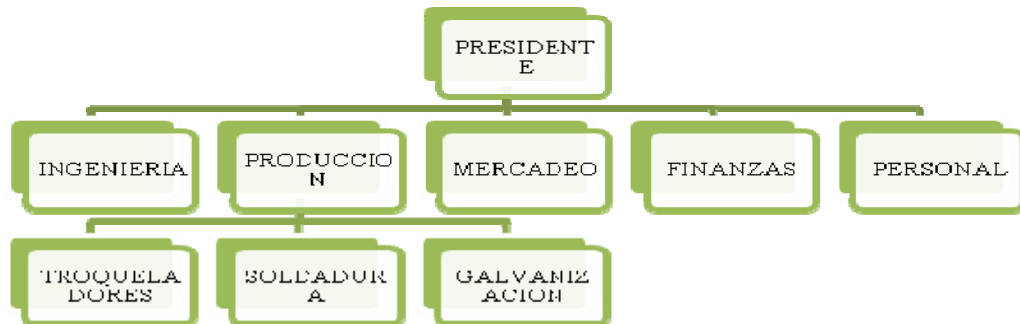 PRESIDENT
E
INGENIERIA
PRODUCCIO
N
MERCADEO
FINANZAS
PERSONAL
TROQUELA
DORES
SOLDADUR
A
GALVANIZ
ACION